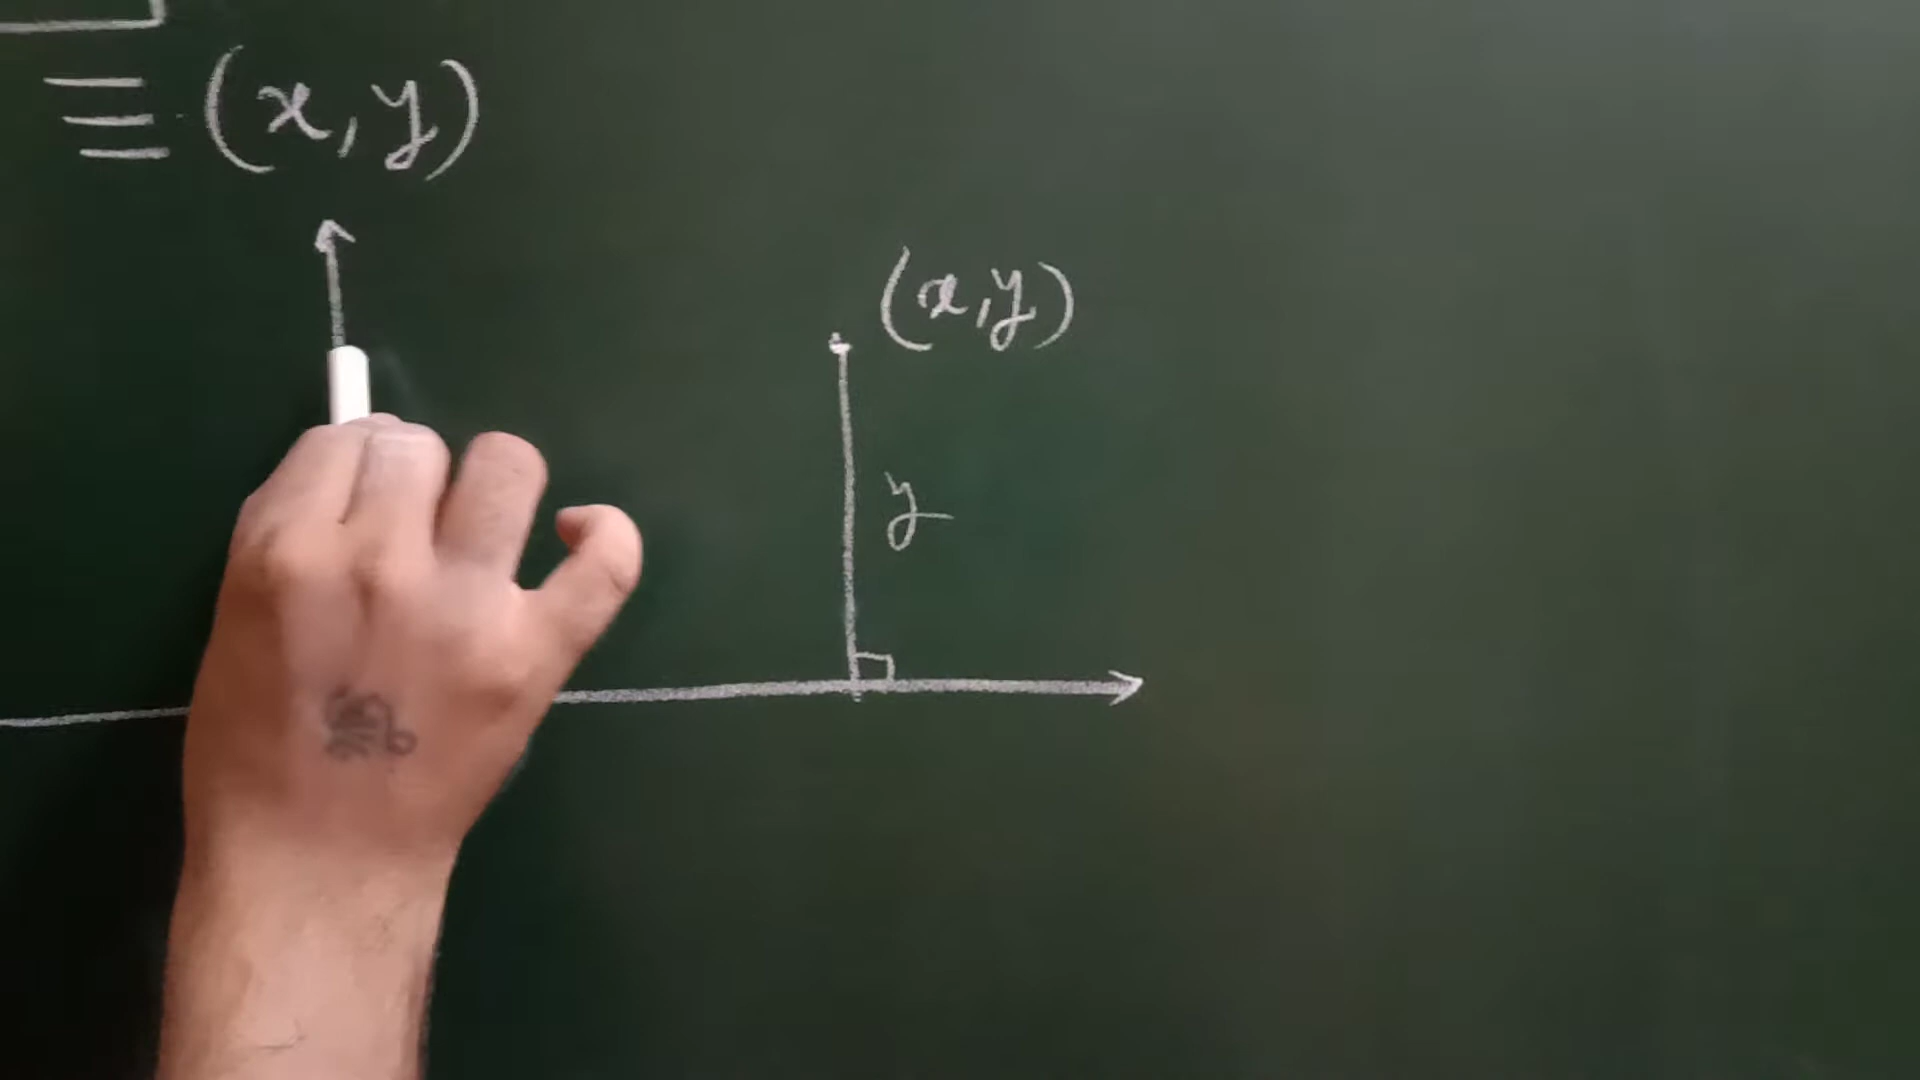 ≡ (x, y)
(x, y)
y